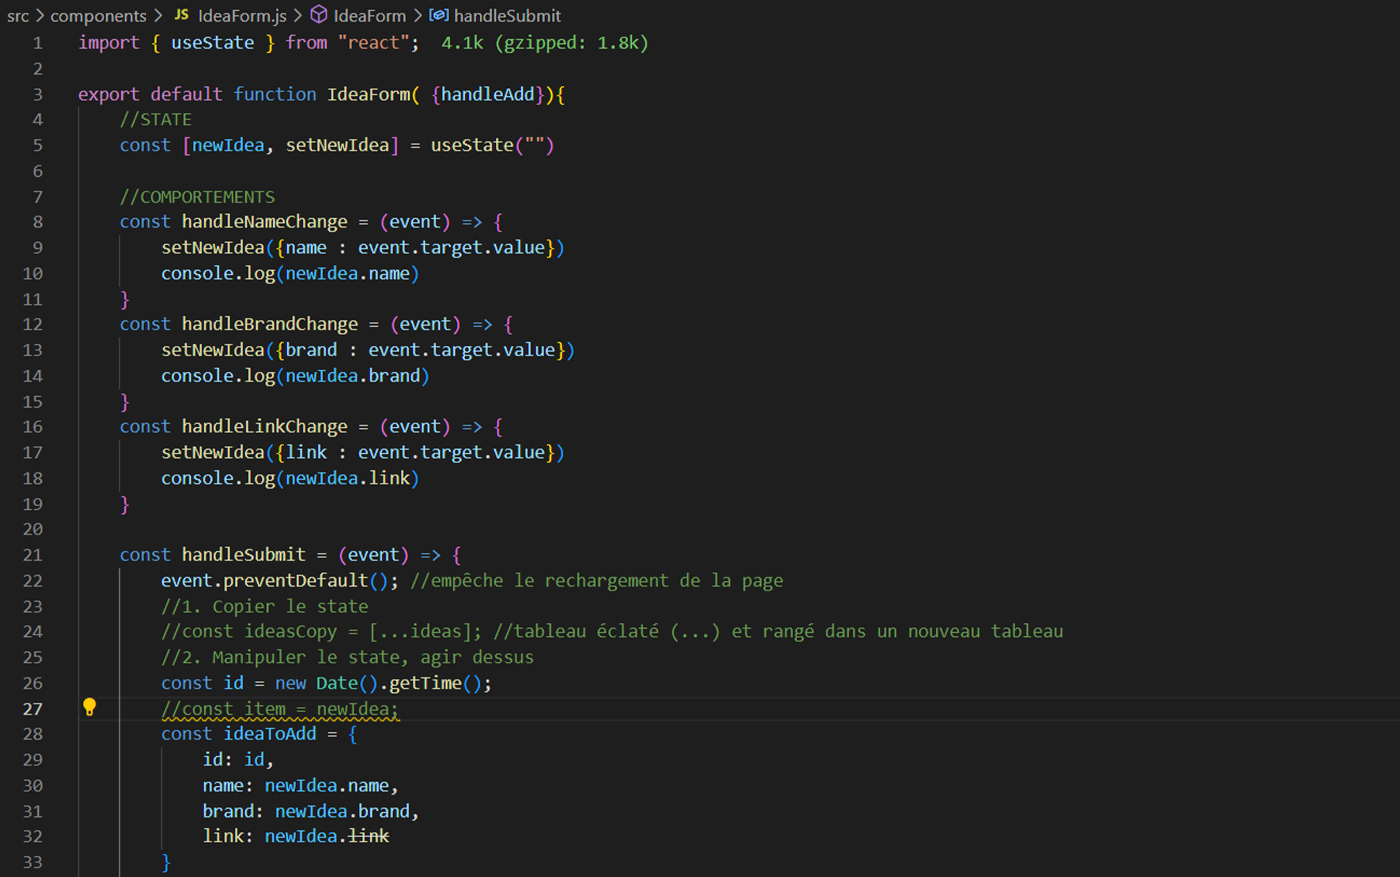 src > components > JS IdeaForm.js > IdeaForm > handleSubmit
1 import { useState } from "react"; 4.1k (gzipped: 1.8k)
2
3 export default function IdeaForm( {handleAdd}){
4 //STATE
5 const [newIdea, setNewIdea] = useState("")
6
7 //COMPORTEMENTS
8 const handleNameChange = (event) => {
9 setNewIdea({name : event.target.value})
10 console.log(newIdea.name)
11 }
12 const handleBrandChange = (event) => {
13 setNewIdea({brand : event.target.value})
14 console.log(newIdea.brand)
15 }
16 const handleLinkChange = (event) => {
17 setNewIdea({link : event.target.value})
18 console.log(newIdea.link)
19 }
20
21 const handleSubmit = (event) => {
22 event.preventDefault(); //empêche le rechargement de la page
23 //1. Copier le state
24 //const ideasCopy = [...ideas]; //tableau éclaté (...) et rangé dans un nouveau tableau
25 //2. Manipuler le state, agir dessus
26 const id = new Date().getTime();
27 //const item = newIdea;
28 const ideaToAdd = {
29 id: id,
30 name: newIdea.name,
31 brand: newIdea.brand,
32 link: newIdea.link
33 }